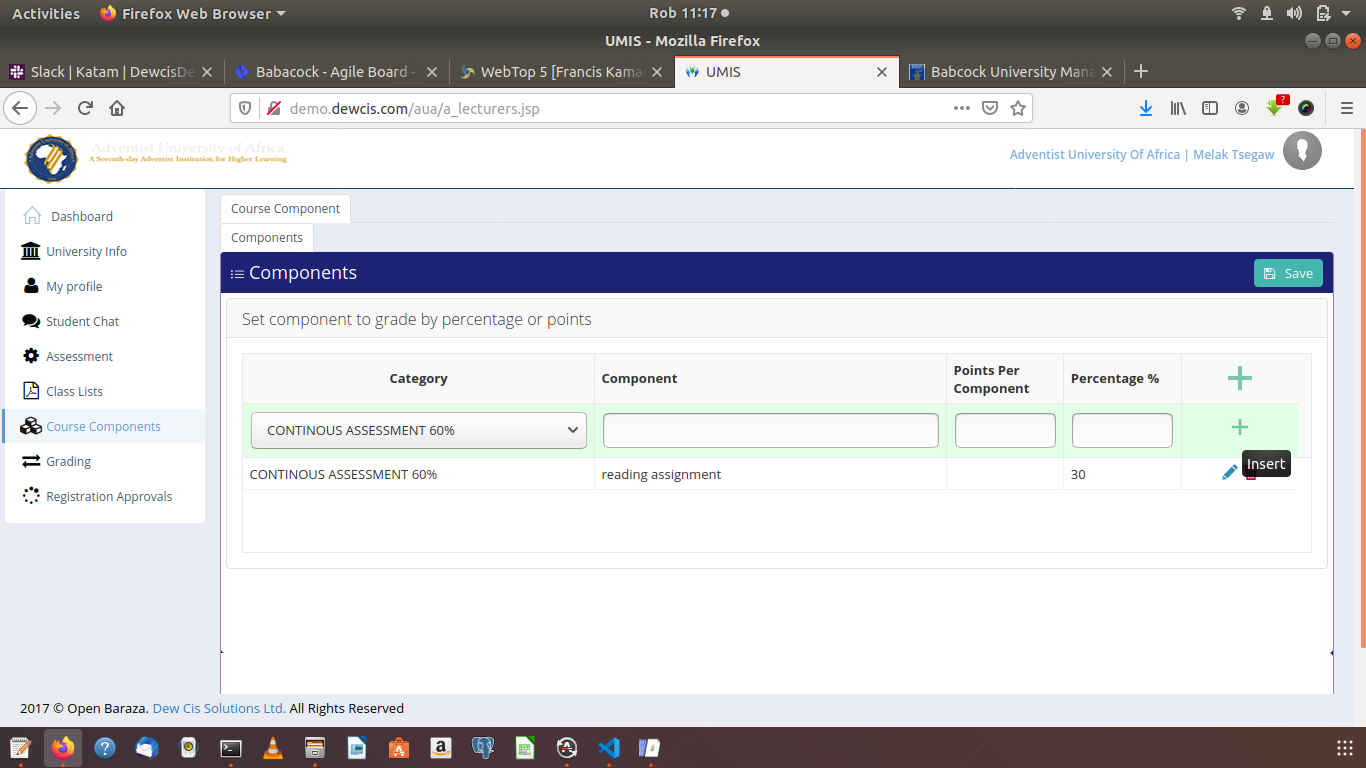 Activities Firefox Web Browser Rob 11:17
UMIS - Mozilla Firefox
Slack | Katam | DewcisDe Babacock - Agile Board - WebTop 5 [Francis Kama UMIS Babcock University Mana
demo.dewcis.com/aua/a_lecturers.jsp
?
Adventist University of Africa
A Seventh-day Adventist Institution for Higher Learning
Adventist University Of Africa | Melak Tsegaw
Dashboard
University Info
My profile
Student Chat
Assessment
Class Lists
Course Components
Grading
Registration Approvals
Course Component
Components
Components
Save
Set component to grade by percentage or points
Category Component Points Per Component Percentage %
CONTINOUS ASSESSMENT 60%
CONTINOUS ASSESSMENT 60% reading assignment 30
Insert
2017 © Open Baraza. Dew Cis Solutions Ltd. All Rights Reserved